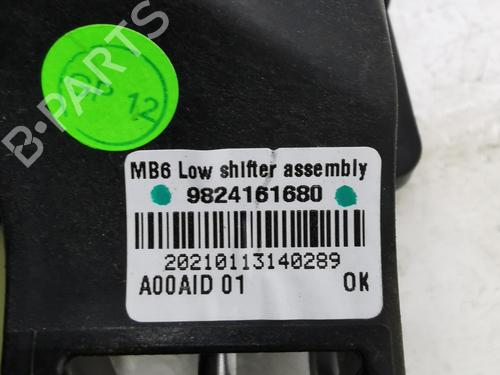 12
MB6 Low shifter assembly
9824161680
20210113140289
A00AID 01 OK
B-PARTS